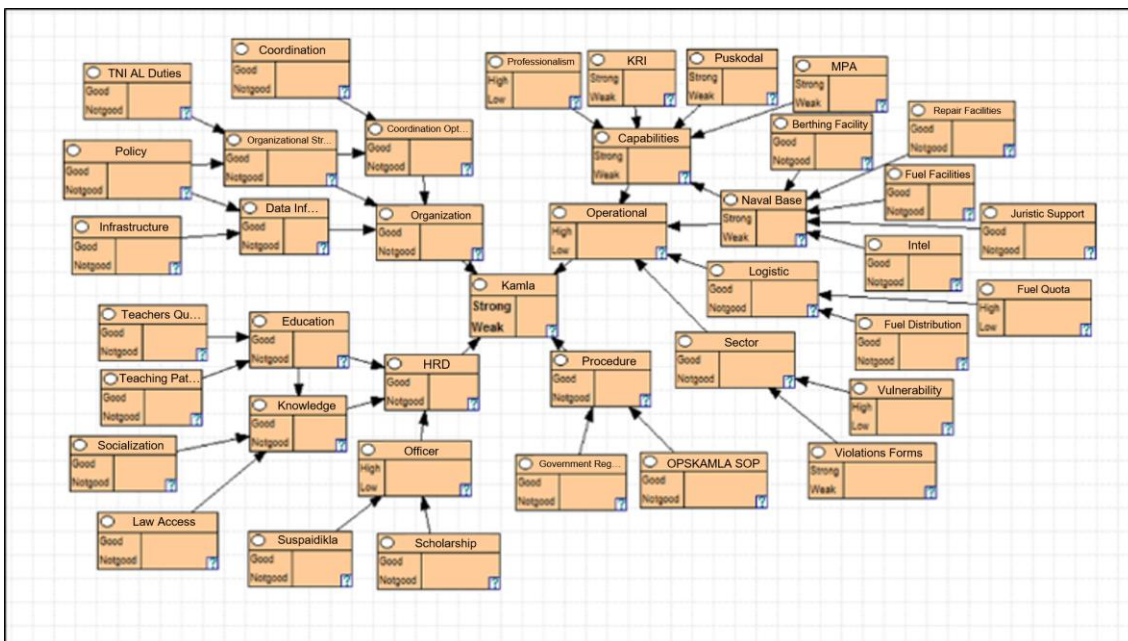 Coordination
Good
Notgood
?
TNI AL Duties
Good
Notgood
?
Professionalism
High
Low
?
KRI
Strong
Weak
?
Puskodal
Strong
Weak
?
MPA
Strong
Weak
?
Policy
Good
Notgood
?
Organizational Str...
Good
Notgood
?
Coordination Opt...
Good
Notgood
?
Capabilities
Strong
Weak
?
Berthing Facility
Good
Notgood
?
Repair Facilities
Good
Notgood
?
Fuel Facilities
Good
Notgood
?
Infrastructure
Good
Notgood
?
Data Inf...
Good
Notgood
?
Organization
Good
Notgood
?
Operational
High
Low
?
Naval Base
Strong
Weak
?
Juristic Support
Good
Notgood
?
Intel
Good
Notgood
?
Kamla
Strong
Weak
?
Logistic
Good
Notgood
?
Fuel Quota
High
Low
?
Fuel Distribution
Good
Notgood
?
Teachers Qu...
Good
Notgood
?
Education
Good
Notgood
?
HRD
Good
Notgood
?
Procedure
Good
Notgood
?
Sector
Good
Notgood
?
Teaching Pat...
Good
Notgood
?
Knowledge
Good
Notgood
?
Vulnerability
High
Low
?
Socialization
Good
Notgood
?
Officer
High
Low
?
Government Reg...
Good
Notgood
?
OPSKAMLA SOP
Good
Notgood
?
Violations Forms
Strong
Weak
?
Law Access
Good
Notgood
?
Suspaidikla
Good
Notgood
?
Scholarship
Good
Notgood
?